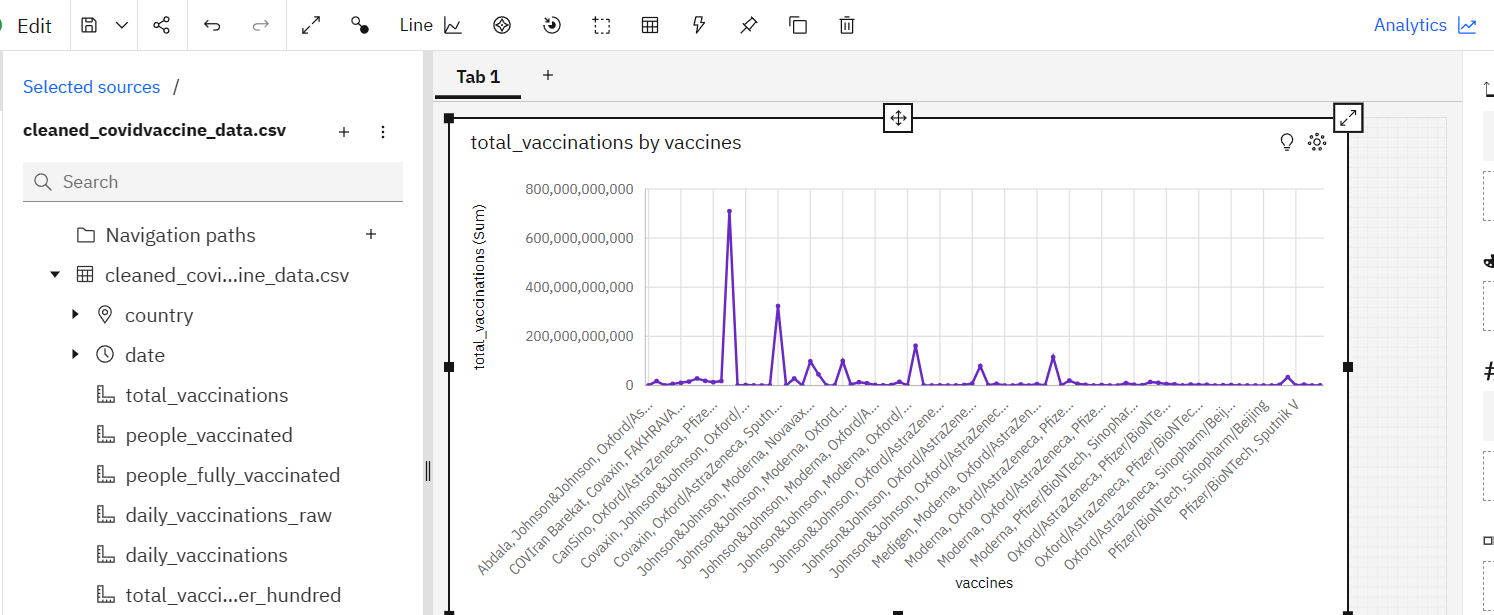 Edit
Line
Analytics
Selected sources /
cleaned_covidvaccine_data.csv
Search
Navigation paths
cleaned_covi...ine_data.csv
country
date
total_vaccinations
people_vaccinated
people_fully_vaccinated
daily_vaccinations_raw
daily_vaccinations
total_vacci...er_hundred
Tab 1
total_vaccinations by vaccines
total_vaccinations (Sum)
800,000,000,000
600,000,000,000
400,000,000,000
200,000,000,000
0
Abdala, Johnson&Johnson, Oxford/As...
COVIran Barekat, Covaxin, FAKHRAVA...
CanSino, Oxford/AstraZeneca, Pfize...
Covaxin, Johnson&Johnson, Oxford/...
Covaxin, Oxford/AstraZeneca, Sputn...
Johnson&Johnson, Moderna, Novavax...
Johnson&Johnson, Moderna, Oxford...
Johnson&Johnson, Moderna, Oxford/A...
Johnson&Johnson, Moderna, Oxford/...
Johnson&Johnson, Oxford/AstraZene...
Johnson&Johnson, Oxford/AstraZene...
Johnson&Johnson, Oxford/AstraZenec...
Medigen, Moderna, Oxford/AstraZen...
Moderna, Oxford/AstraZeneca, Pfize...
Moderna, Oxford/AstraZeneca, Pfize...
Moderna, Pfizer/BioNTech, Sinophar...
Oxford/AstraZeneca, Pfizer/BioNTe...
Oxford/AstraZeneca, Pfizer/BioNTec...
Oxford/AstraZeneca, Sinopharm/Beij...
Pfizer/BioNTech, Sinopharm/Beijing
Pfizer/BioNTech, Sputnik V
vaccines